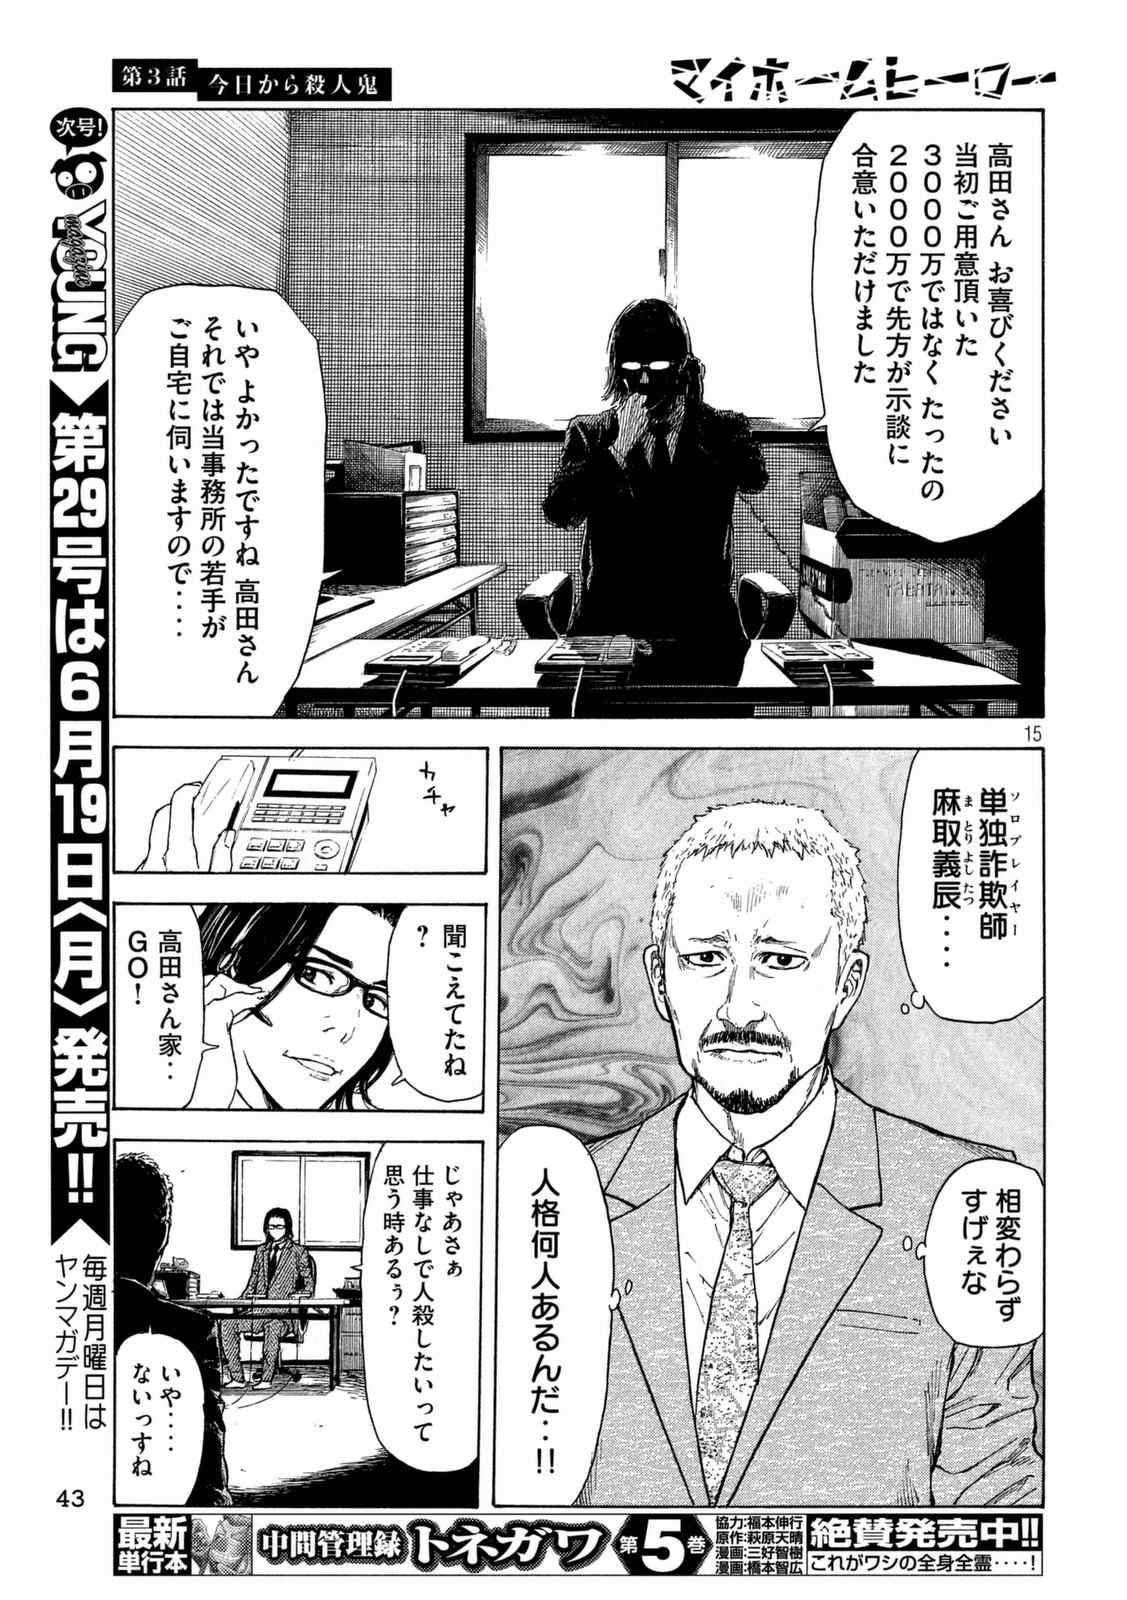 第3話
今日から殺人鬼
マイホームヒーロー
高田さん お喜びください
当初ご用意頂いた
3000万ではなく たったの
2000万で先方が示談に
合意いただけました
いや よかったですね 高田さん
それでは当事務所の若手が
ご自宅に伺いますので‥‥
15
単独詐欺師
ソロプレイヤー
麻取義辰‥‥
まとりよしたつ
相変わらず
すげぇな
人格何人あるんだ‥!!
カチャ
聞こえてたね
?
高田さん家‥
GO!
じゃあさぁ
仕事なしで人殺したいって
思う時あるぅ?
いや‥‥
ないっすね
次号!
YOUNG
magazine
第29号は6月19日〈月〉発売!!
毎週月曜日は
ヤンマガデー!!
43
最新
単行本
中間管理録
トネガワ
第5巻
協力:福本伸行
原作:萩原天晴
漫画:三好智樹
漫画:橋本智広
絶賛発売中!!
これがワシの全身全霊‥‥!